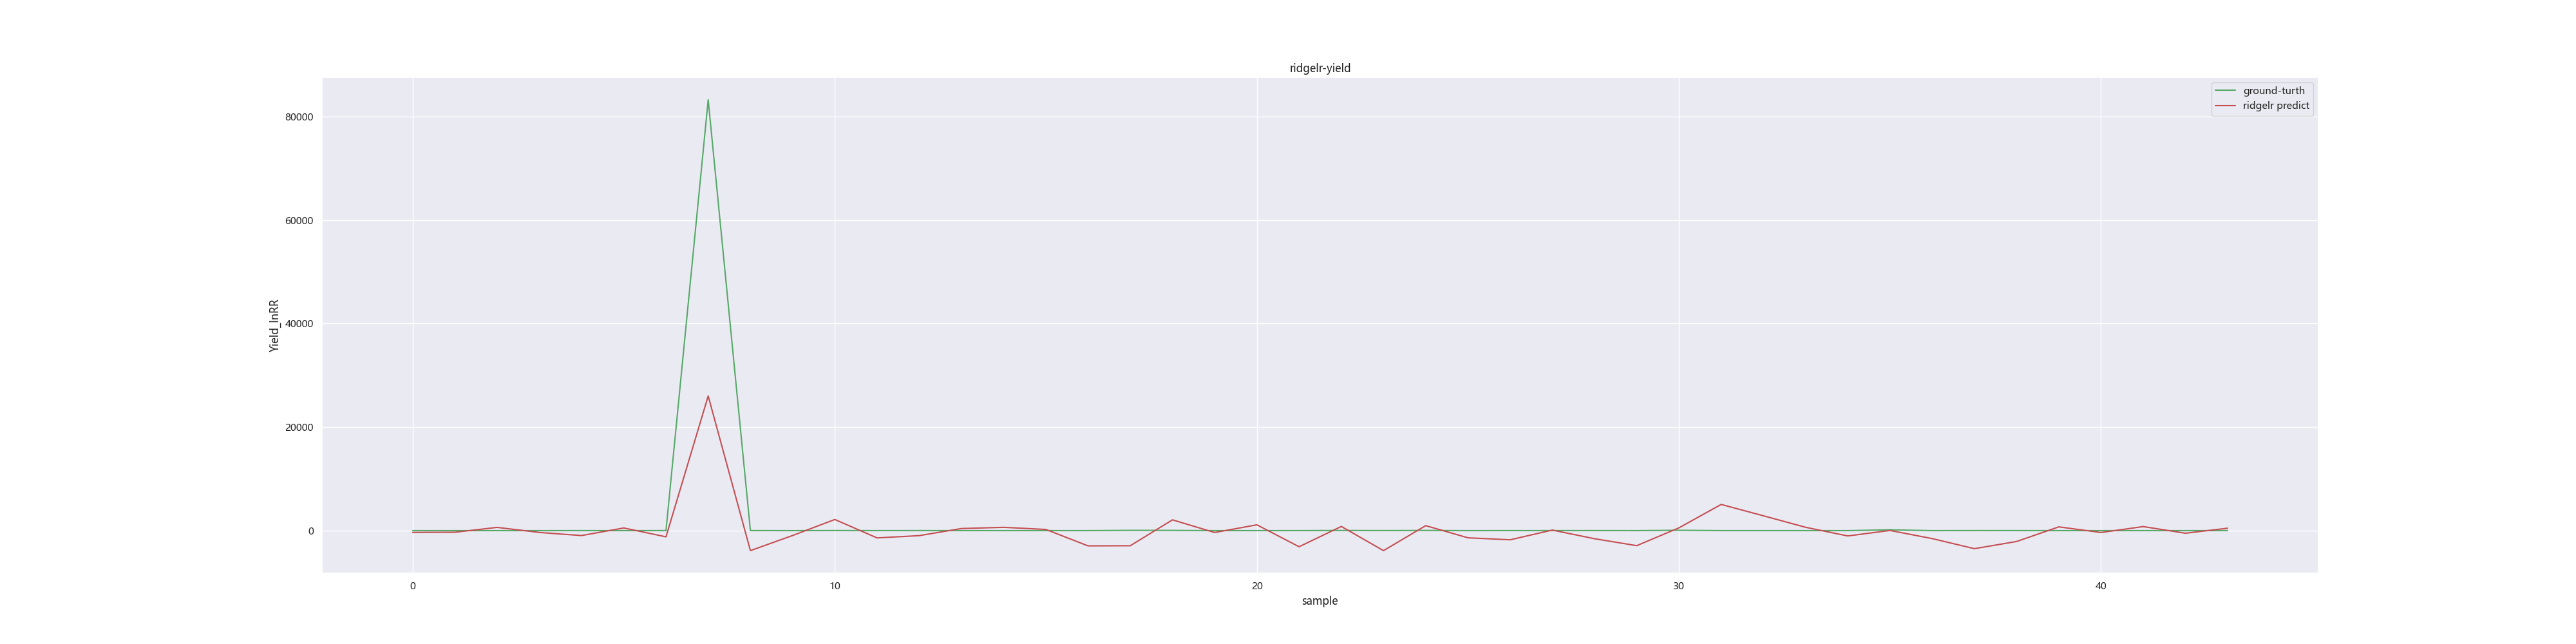 ridgelr-yield
ground-turth
ridgelr predict
80000
60000
40000
20000
0
Yield_lnRR
0 10 20 30 40
sample